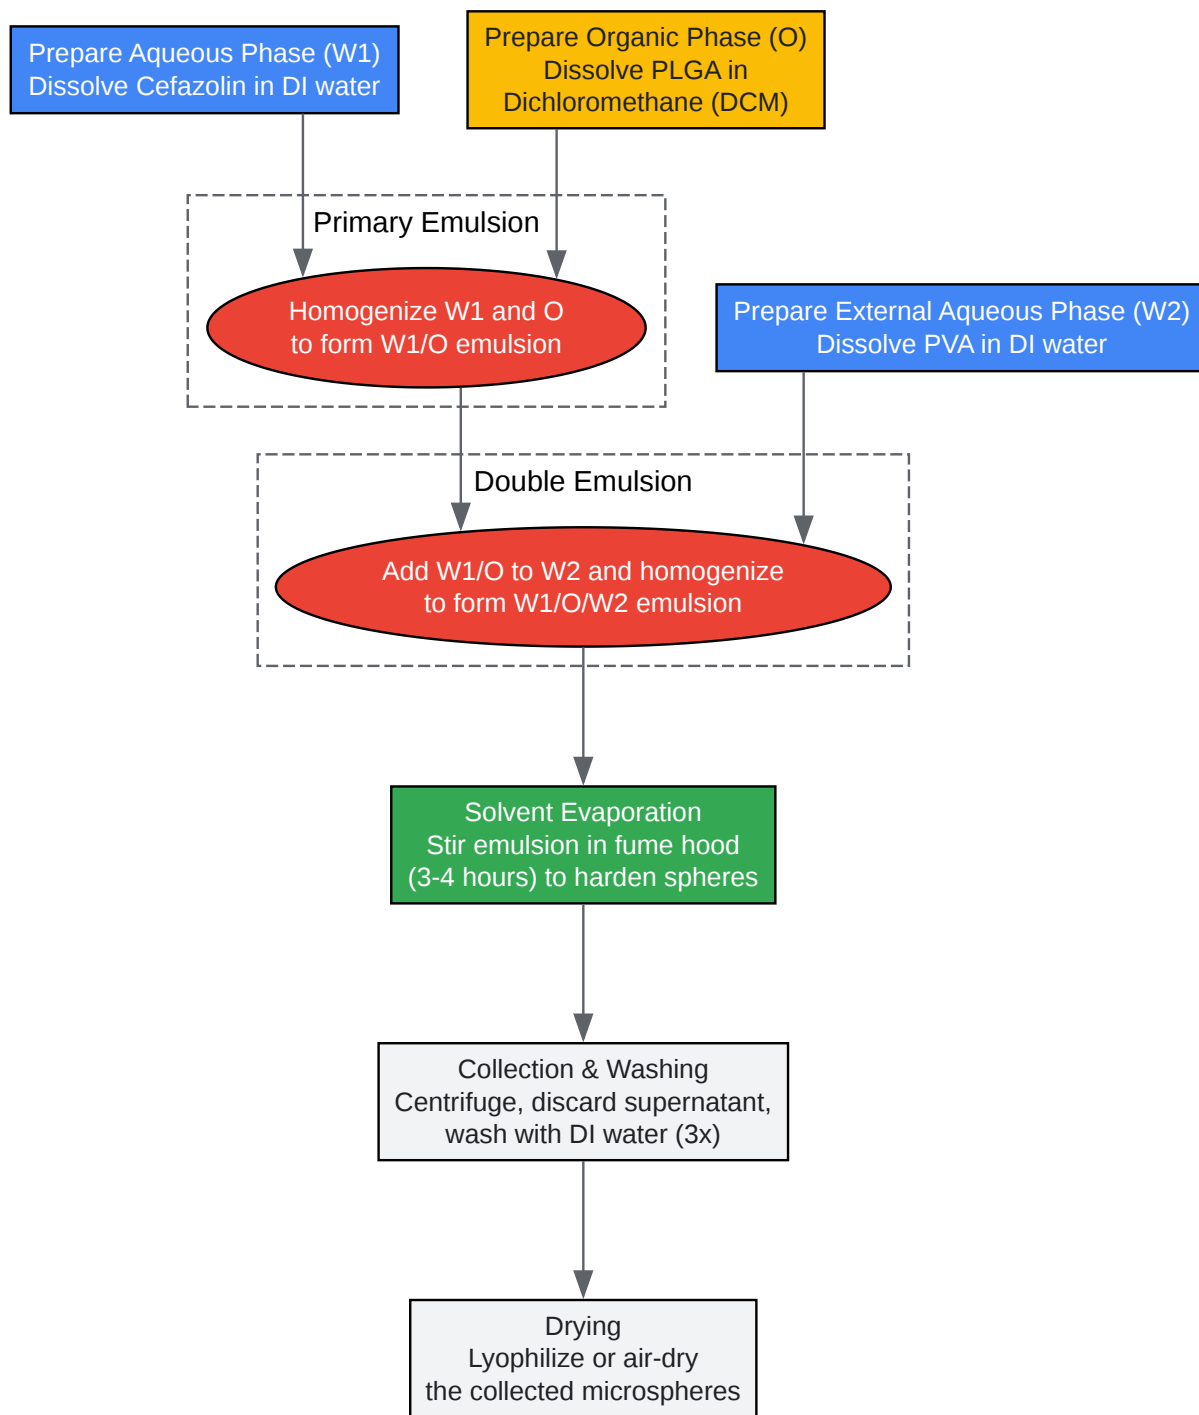 Prepare Aqueous Phase (W1)
Dissolve Cefazolin in DI water
Prepare Organic Phase (O)
Dissolve PLGA in
Dichloromethane (DCM)
Primary Emulsion
Homogenize W1 and O
to form W1/O emulsion
Prepare External Aqueous Phase (W2)
Dissolve PVA in DI water
Double Emulsion
Add W1/O to W2 and homogenize
to form W1/O/W2 emulsion
Solvent Evaporation
Stir emulsion in fume hood
(3-4 hours) to harden spheres
Collection & Washing
Centrifuge, discard supernatant,
wash with DI water (3x)
Drying
Lyophilize or air-dry
the collected microspheres